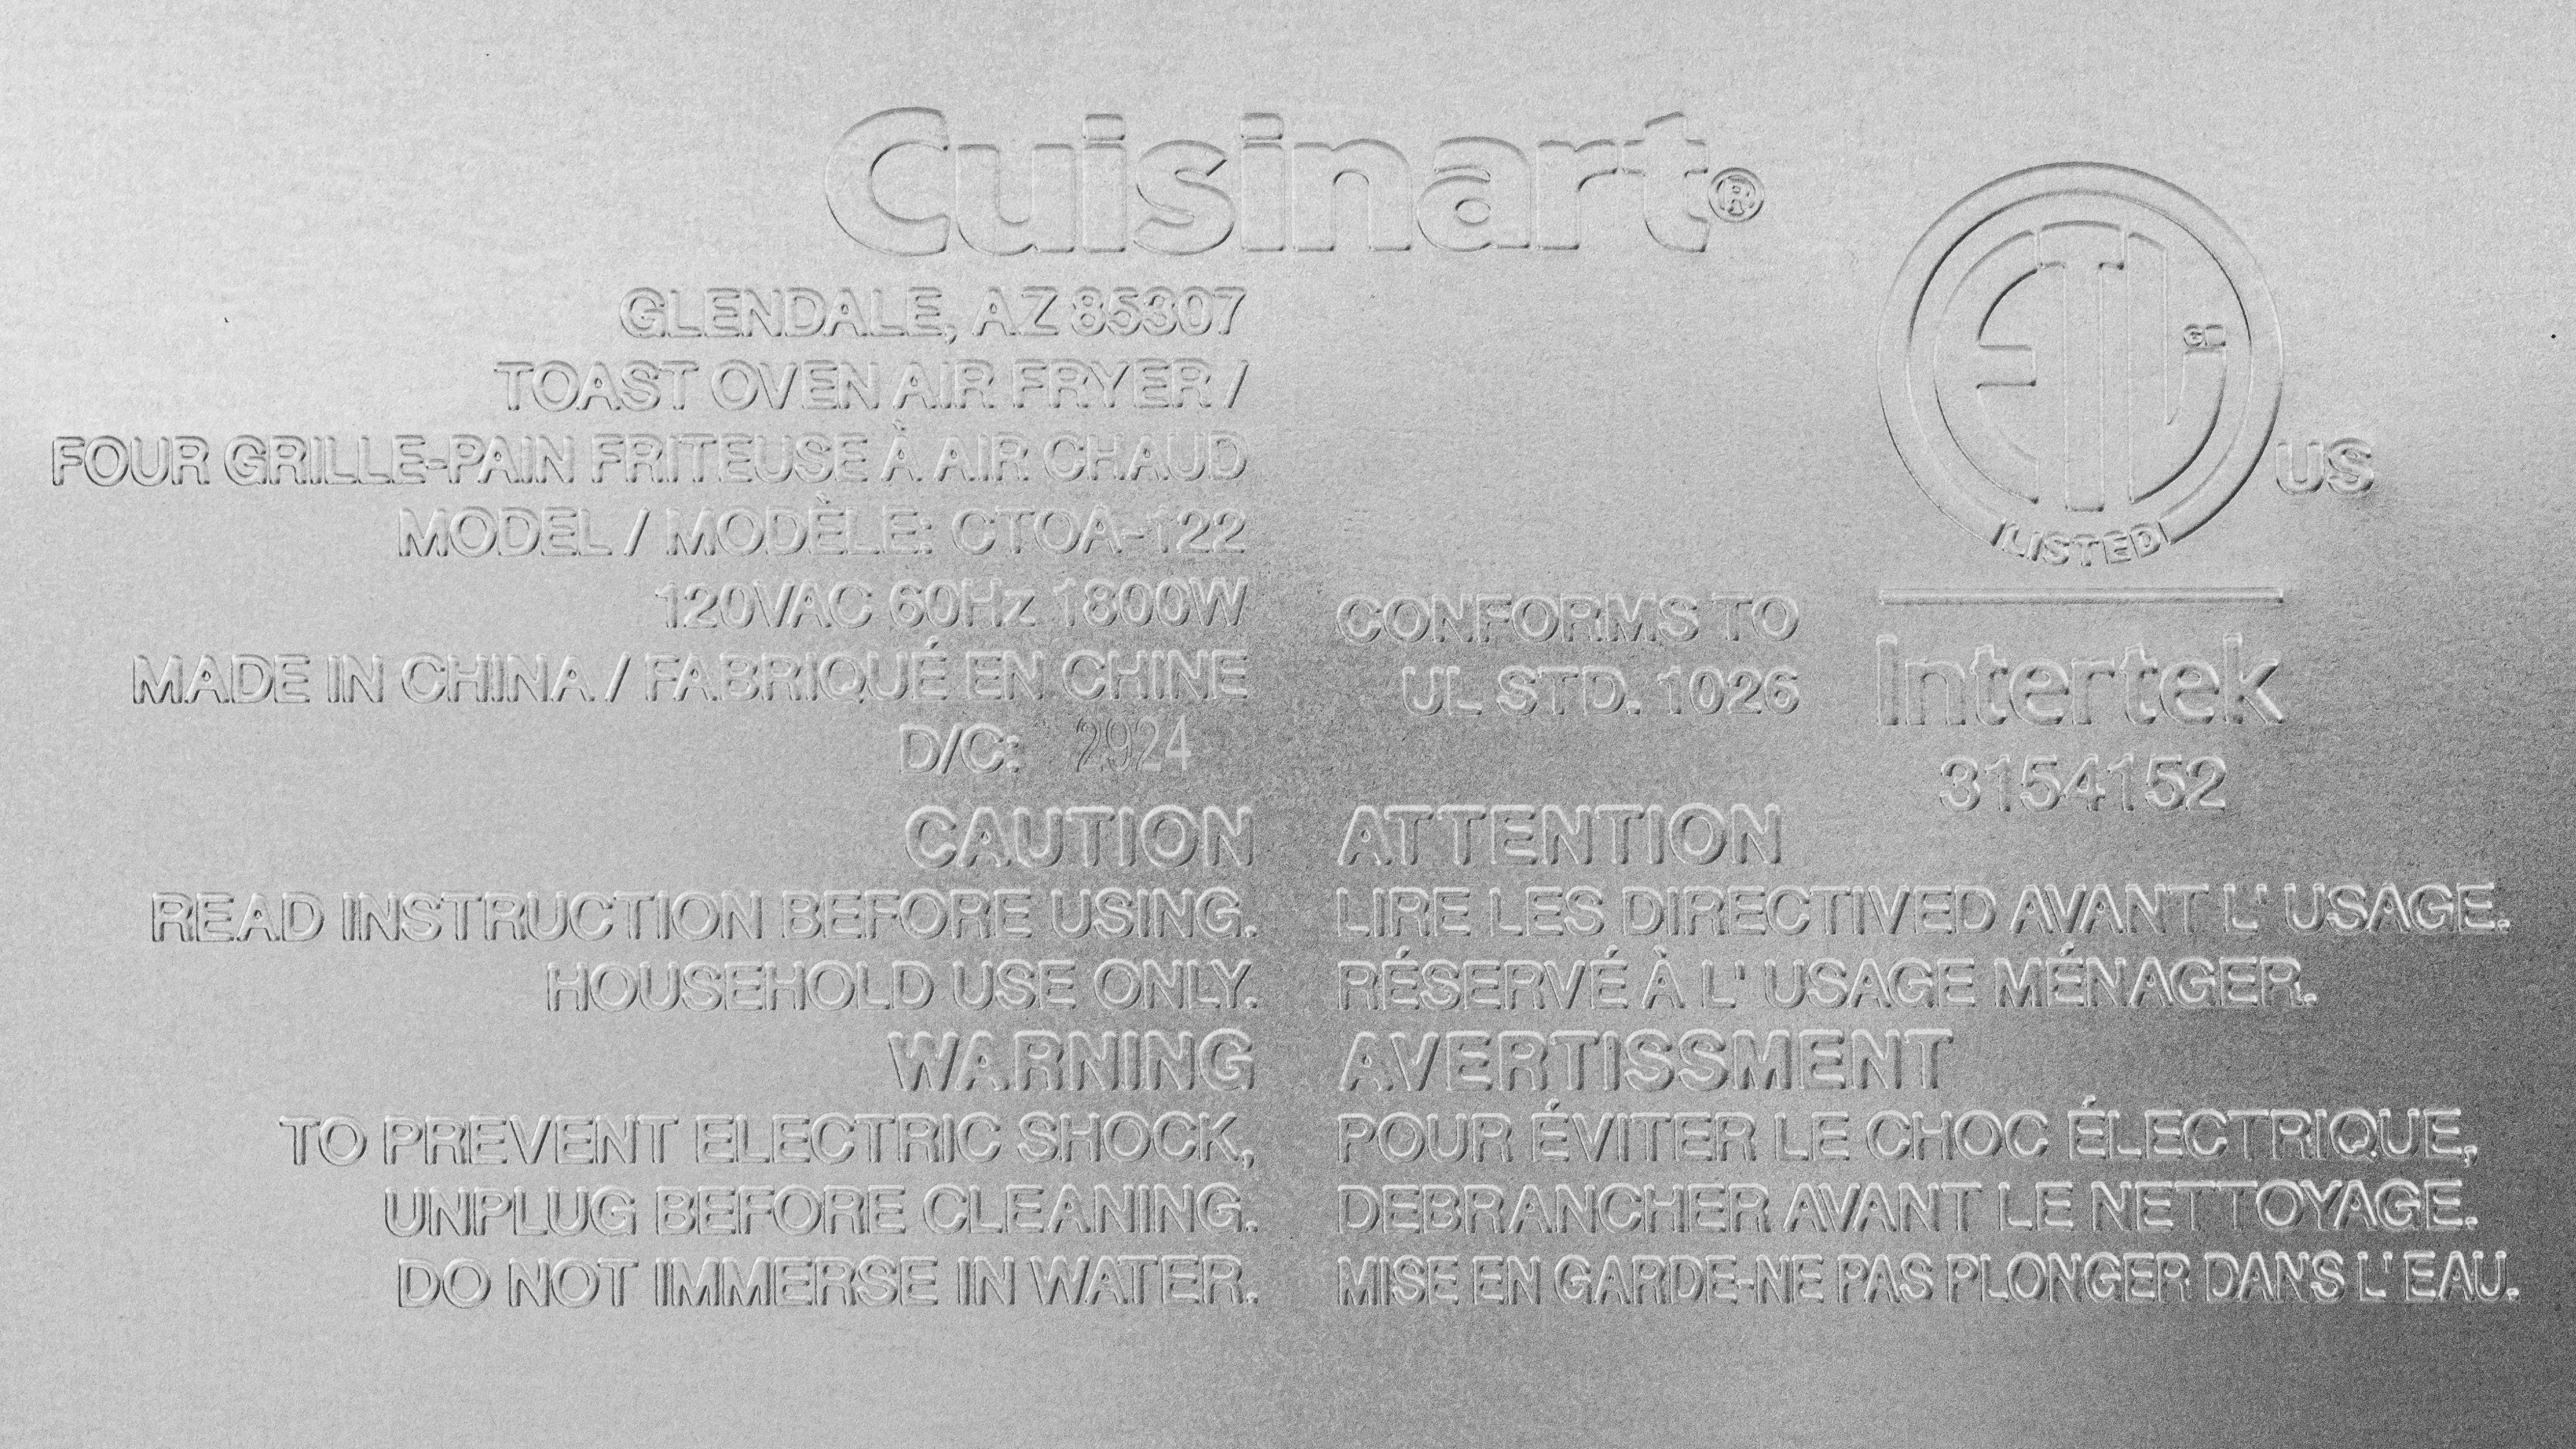 Cuisinart®
GLENDALE, AZ 85307
TOAST OVEN AIR FRYER /
FOUR GRILLE-PAIN FRITEUSE À AIR CHAUD
MODEL / MODÈLE: CTOA-122
120VAC 60Hz 1800W
MADE IN CHINA / FABRIQUÉ EN CHINE
D/C: 2924
ETL
US
LISTED
CONFORMS TO
UL STD. 1026
Intertek
3154152
CAUTION
READ INSTRUCTION BEFORE USING.
HOUSEHOLD USE ONLY.
WARNING
TO PREVENT ELECTRIC SHOCK,
UNPLUG BEFORE CLEANING.
DO NOT IMMERSE IN WATER.
ATTENTION
LIRE LES DIRECTIVED AVANT L' USAGE.
RÉSERVÉ À L' USAGE MÉNAGER.
AVERTISSMENT
POUR ÉVITER LE CHOC ÉLECTRIQUE,
DEBRANCHER AVANT LE NETTOYAGE.
MISE EN GARDE-NE PAS PLONGER DANS L' EAU.